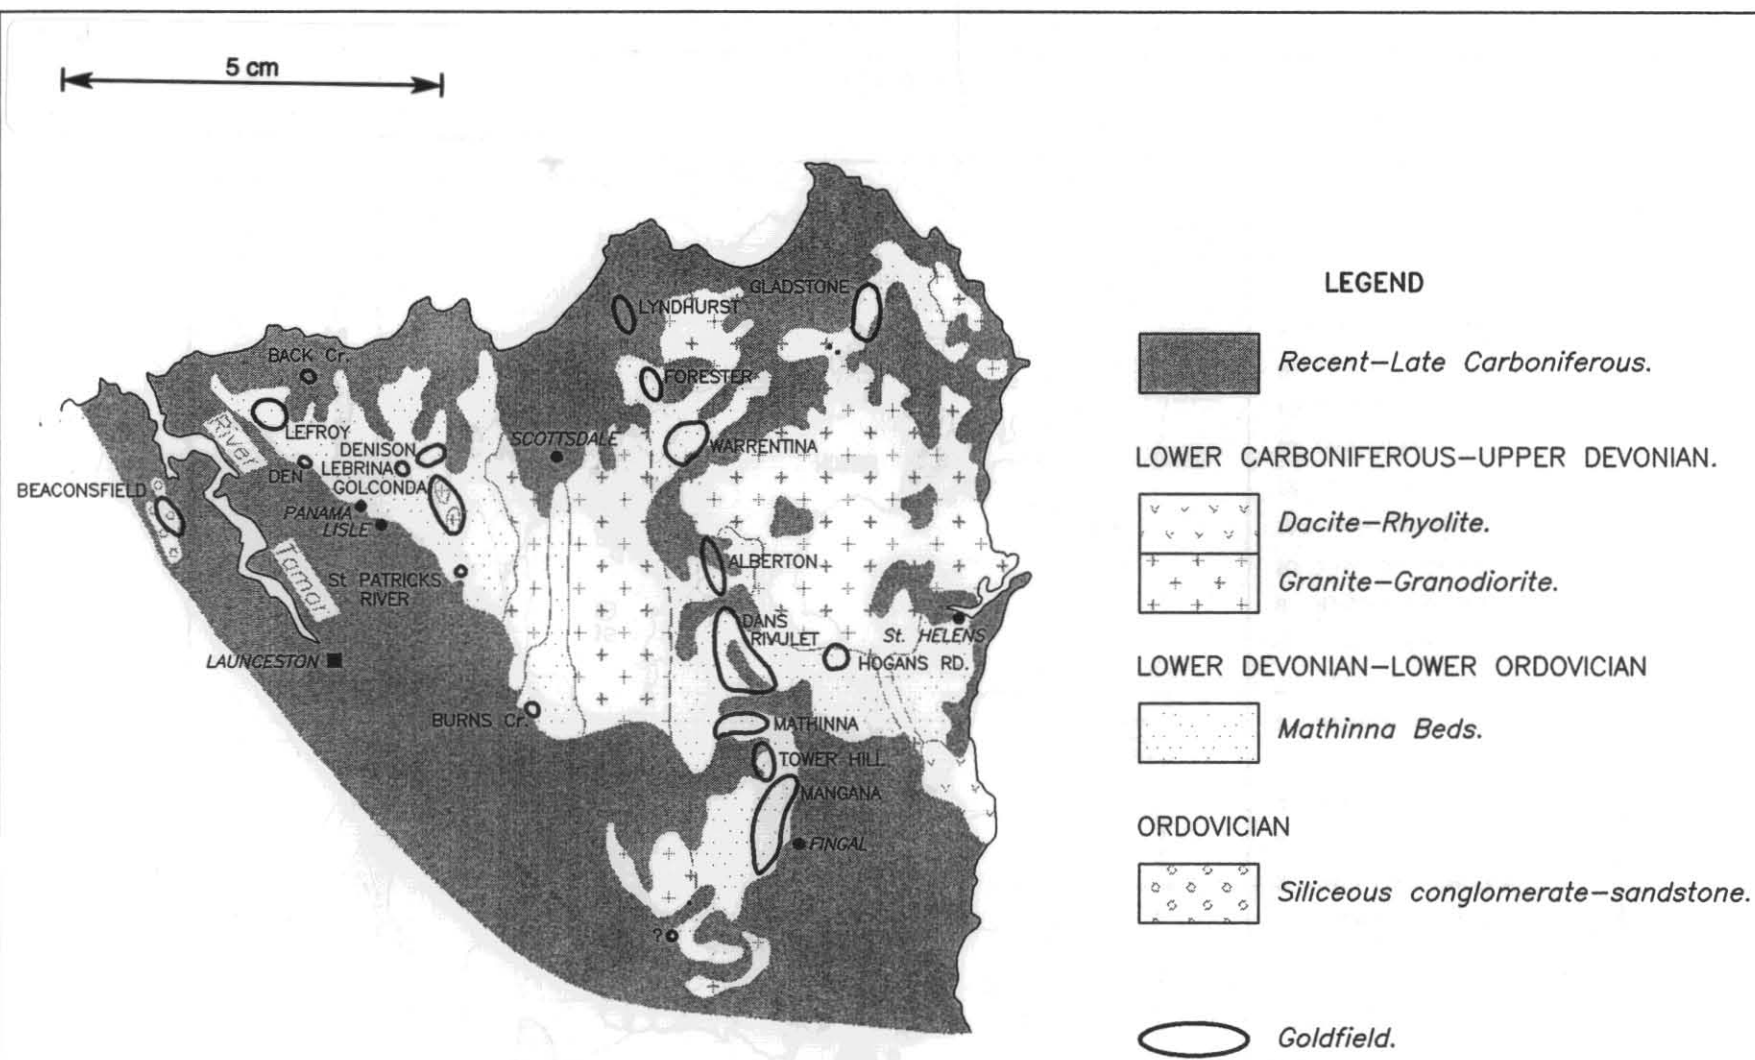 5 cm
GLADSTONE
LYNDHURST
BACK Cr.
FORESTER
LEFROY
River
SCOTTSDALE
WARRENTINA
DENISON
LEBRINA
DEN
GOLCONDA
BEACONSFIELD
PANAMA
LISLE
Tamar
ALBERTON
St PATRICKS
RIVER
DANS
RIVULET
St. HELENS
LAUNCESTON
HOGANS RD.
BURNS Cr.
MATHINNA
TOWER HILL
MANGANA
FINGAL
?
LEGEND
Recent-Late Carboniferous.
LOWER CARBONIFEROUS-UPPER DEVONIAN.
Dacite-Rhyolite.
Granite-Granodiorite.
LOWER DEVONIAN-LOWER ORDOVICIAN
Mathinna Beds.
ORDOVICIAN
Siliceous conglomerate-sandstone.
Goldfield.